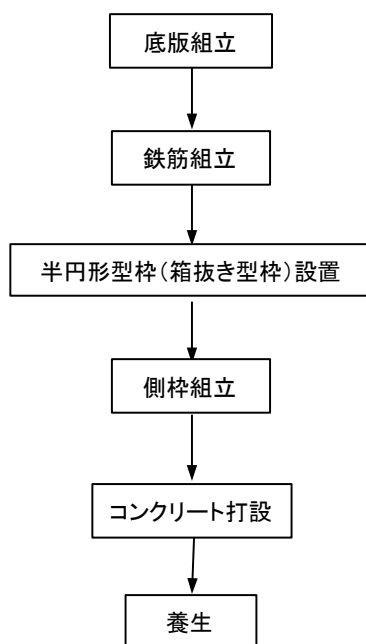 底版組立
鉄筋組立
半円形型枠(箱抜き型枠)設置
側枠組立
コンクリート打設
養生